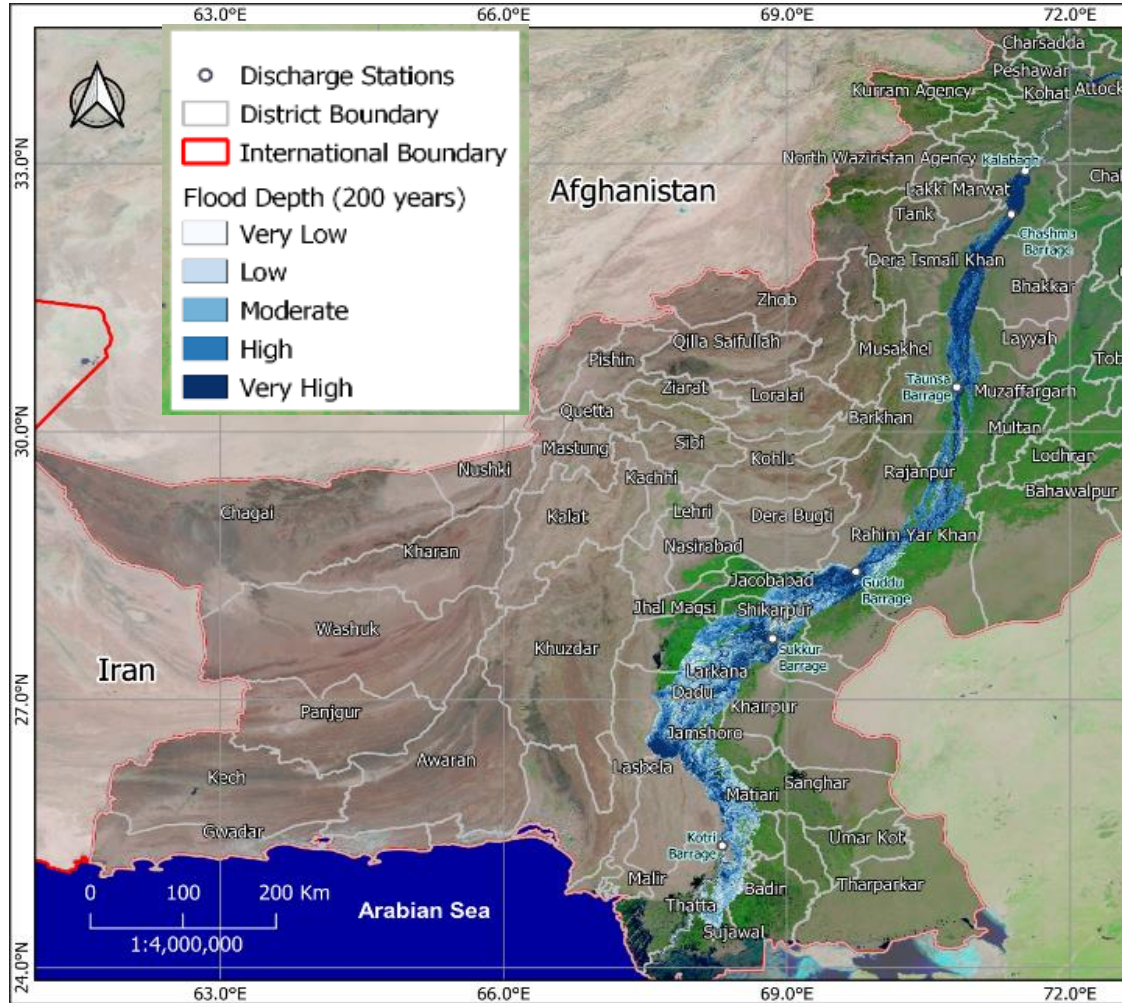 63.0°E
66.0°E
69.0°E
72.0°E
Discharge Stations
District Boundary
International Boundary
Flood Depth (200 years)
Very Low
Low
Moderate
High
Very High
Charsadda
Peshawar
Kurram Agency
Kohat
Attock
33.0°N
North Waziristan Agency
Kalabagh
Afghanistan
Lakki Marwat
Tank
Chashma
Barrage
Dera Ismail Khan
Bhakkar
Zhob
Qilla Saifullah
Musakhel
Layyah
Pishin
Ziarat
Loralai
Taunsa
Barrage
Muzaffargarh
Quetta
Barkhan
Multan
30.0°N
Mastung
Sibi
Kohlu
Lodhran
Nushki
Kachhi
Rajanpur
Bahawalpur
Chagai
Kalat
Lehri
Dera Bugti
Kharan
Nasirabad
Rahim Yar Khan
Jacobabad
Guddu
Barrage
Jhal Magsi
Shikarpur
Washuk
Khuzdar
Sukkur
Barrage
Iran
Larkana
27.0°N
Dadu
Khairpur
Panjgur
Jamshoro
Awaran
Lasbela
Kech
Sanghar
Matiari
Gwadar
Kotri
Barrage
Umar Kot
0 100 200 Km
Malir
Badin
Tharparkar
Arabian Sea
Thatta
1:4,000,000
Sujawal
24.0°N
63.0°E
66.0°E
69.0°E
72.0°E